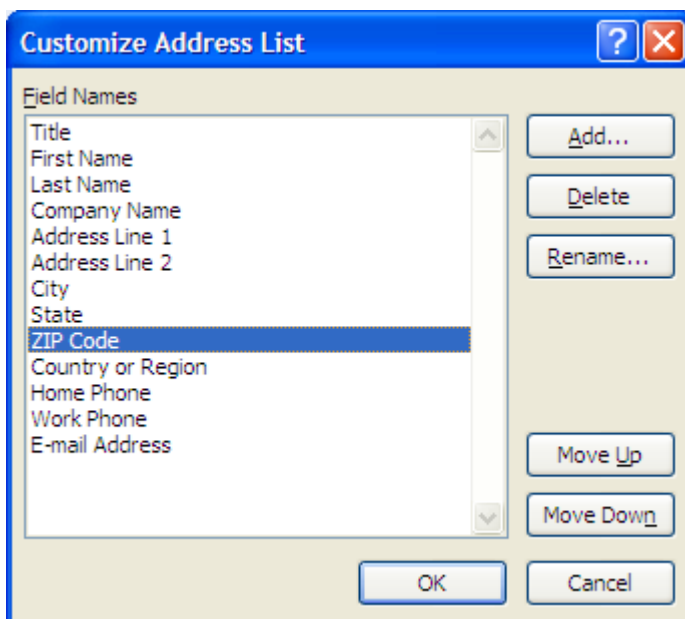 Customize Address List
Field Names
Title
First Name
Last Name
Company Name
Address Line 1
Address Line 2
City
State
ZIP Code
Country or Region
Home Phone
Work Phone
E-mail Address
Add...
Delete
Rename...
Move Up
Move Down
OK
Cancel